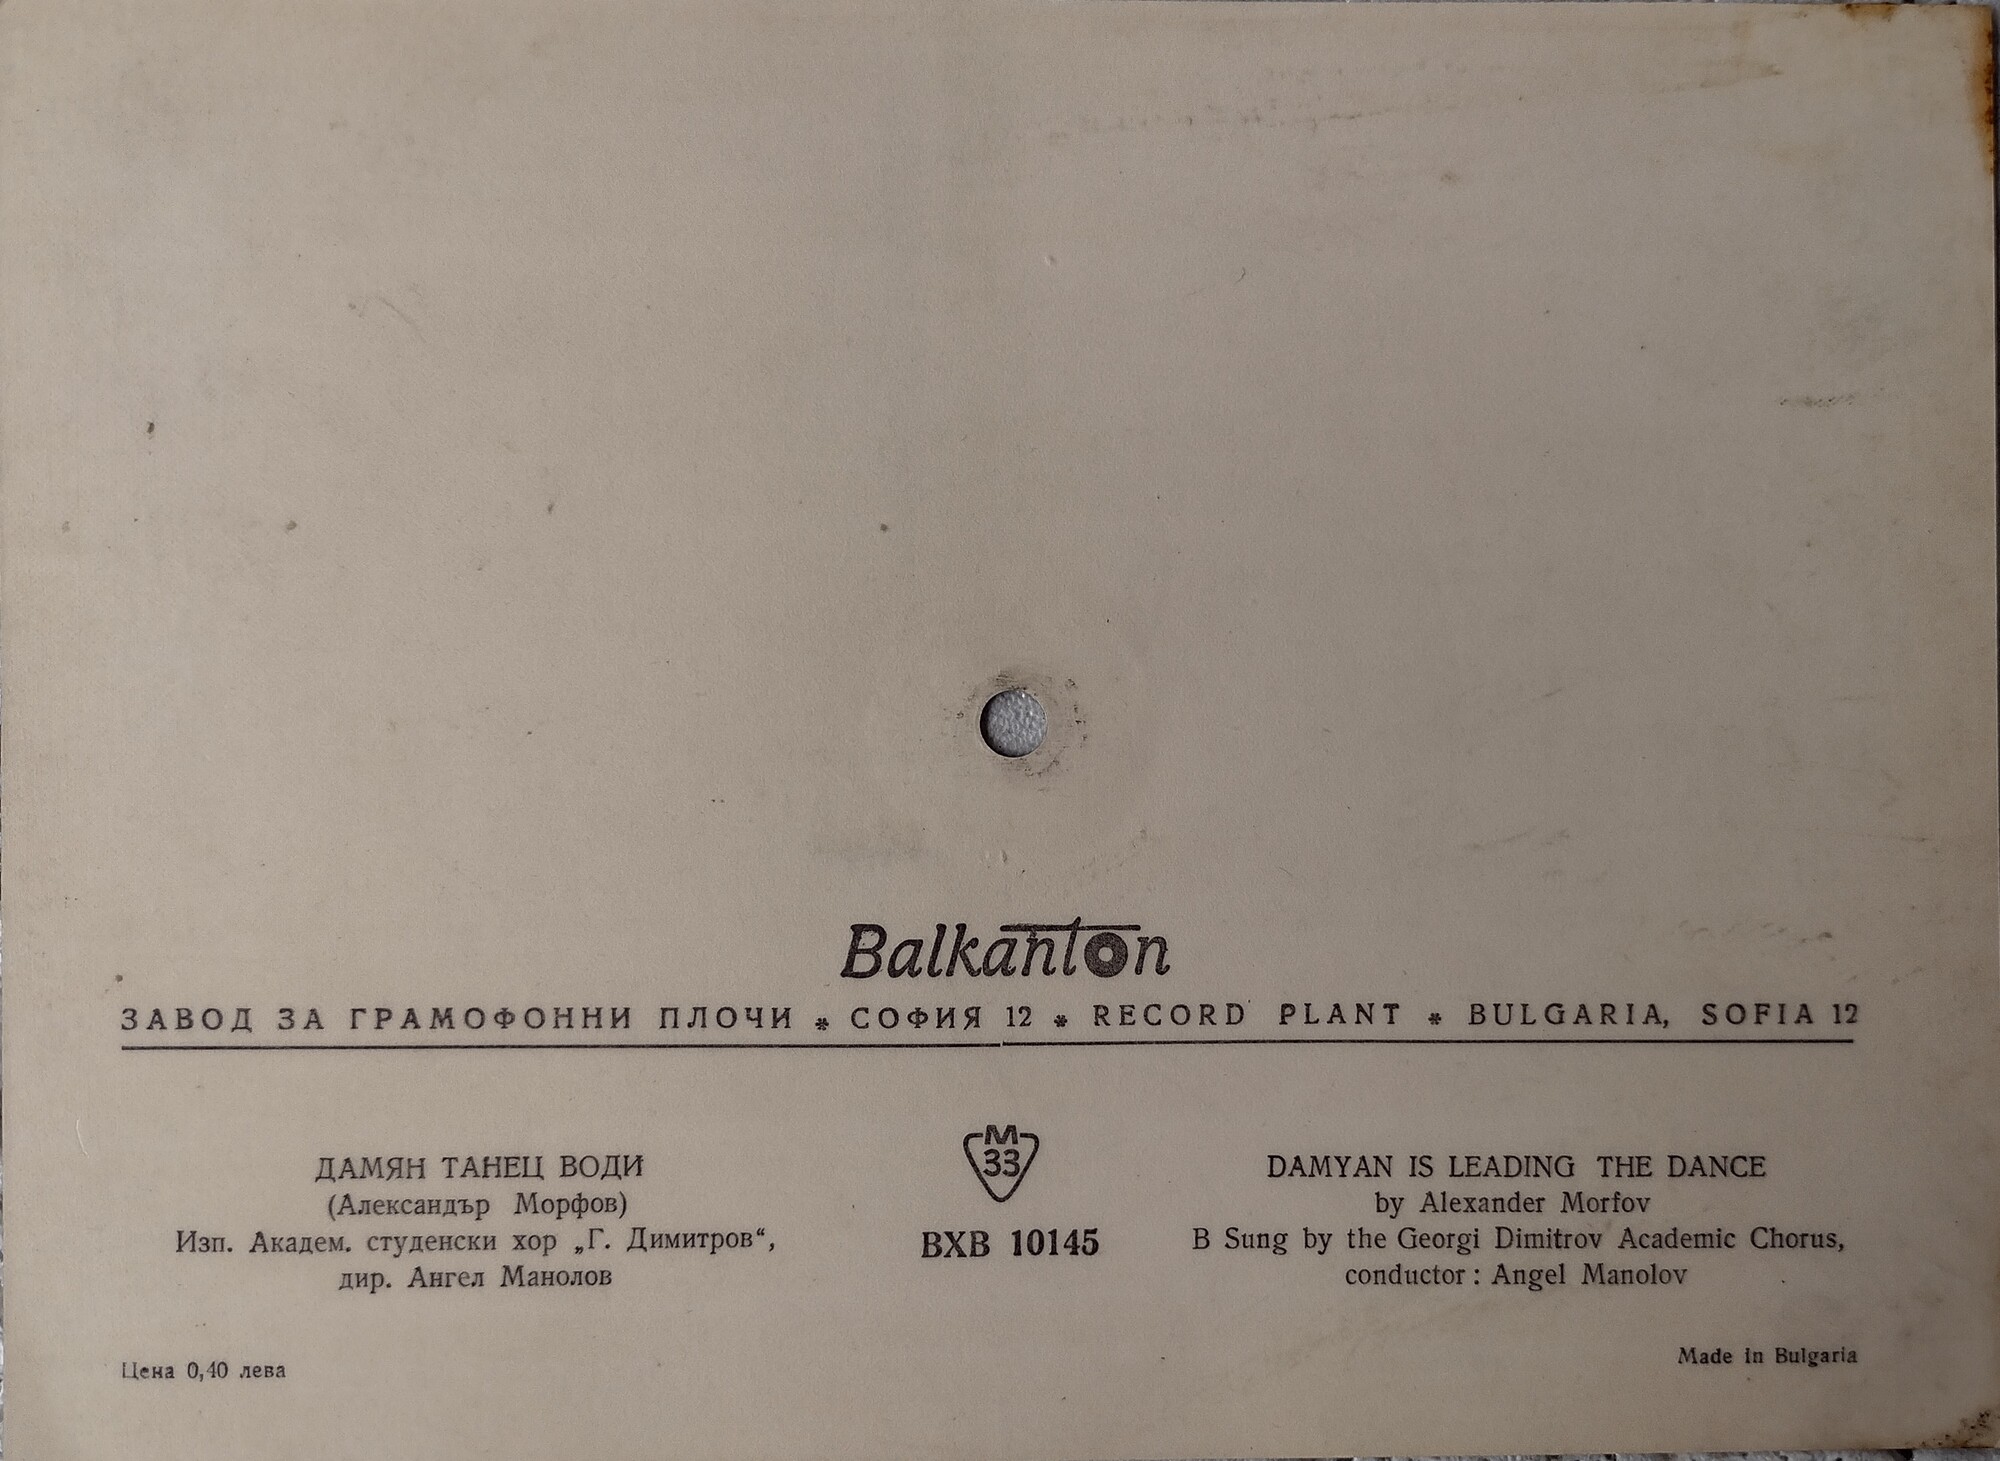 Balkanton
ЗАВОД ЗА ГРАМОФОННИ ПЛОЧИ * СОФИЯ 12 * RECORD PLANT * BULGARIA, SOFIA 12
ДАМЯН ТАНЕЦ ВОДИ
(Александър Морфов)
Изп. Академ. студенски хор „Г. Димитров“,
дир. Ангел Манолов
Цена 0,40 лева
М
33
ВХВ 10145
DAMYAN IS LEADING THE DANCE
by Alexander Morfov
B Sung by the Georgi Dimitrov Academic Chorus,
conductor : Angel Manolov
Made in Bulgaria